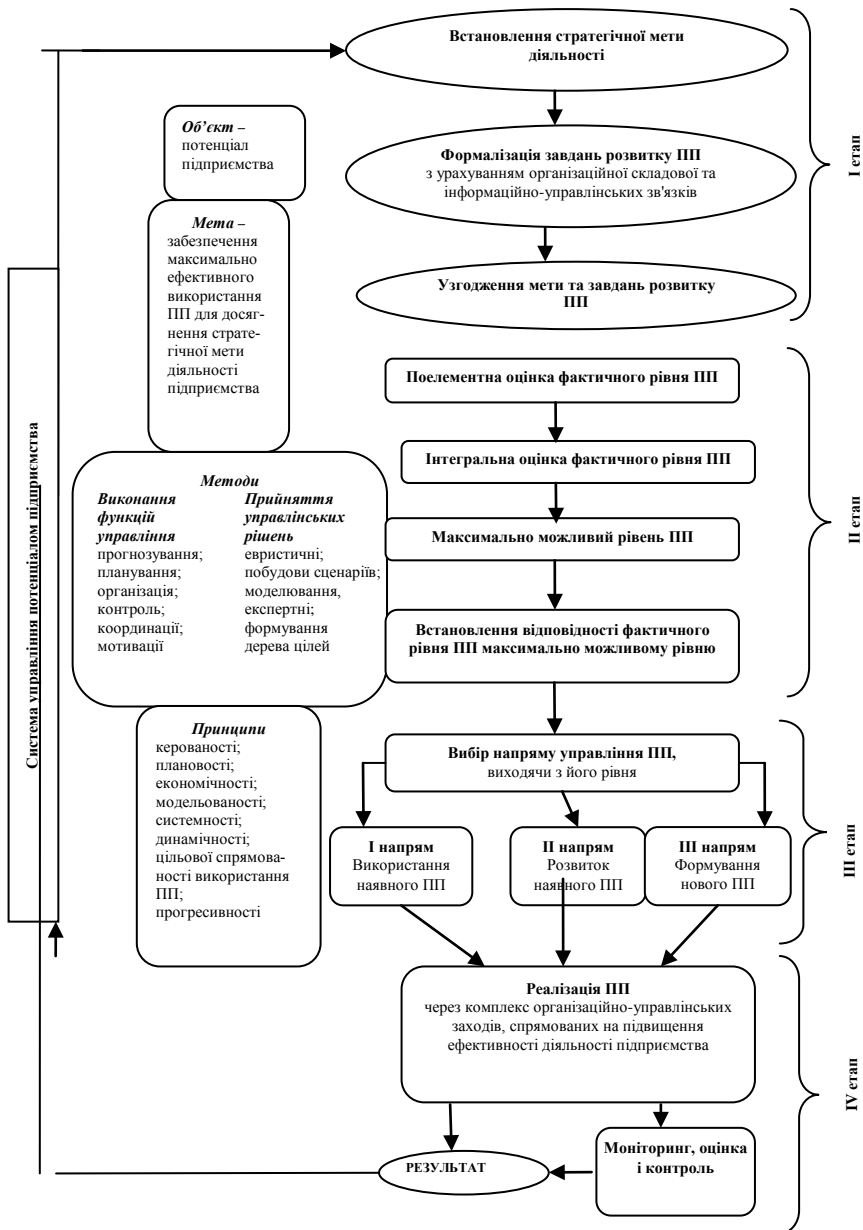 Встановлення стратегічної мети
діяльності
Формалізація завдань розвитку ПП
з урахуванням організаційної складової та
інформаційно-управлінських зв'язків
Узгодження мети та завдань розвитку
ПП
І етап
Об’єкт –
потенціал
підприємства
Мета –
забезпечення
максимально
ефективного
використання
ПП для досяг-
нення страте-
гічної мети
діяльності
підприємства
Методи
Виконання
функцій
управління
прогнозування;
планування;
організація;
контроль;
координації;
мотивації
Прийняття
управлінських
рішень
евристичні;
побудови сценаріїв;
моделювання,
експертні;
формування
дерева цілей
Принципи
керованості;
плановості;
економічності;
модельованості;
системності;
динамічності;
цільової спрямова-
ності використання
ПП;
прогресивності
Система управління потенціалом підприємства
Поелементна оцінка фактичного рівня ПП
Інтегральна оцінка фактичного рівня ПП
Максимально можливий рівень ПП
Встановлення відповідності фактичного
рівня ПП максимально можливому рівню
ІІ етап
Вибір напряму управління ПП,
виходячи з його рівня
І напрям
Використання
наявного ПП
ІІ напрям
Розвиток
наявного ПП
ІІІ напрям
Формування
нового ПП
ІІІ етап
Реалізація ПП
через комплекс організаційно-управлінських
заходів, спрямованих на підвищення
ефективності діяльності підприємства
РЕЗУЛЬТАТ
Моніторинг, оцінка
і контроль
IV етап